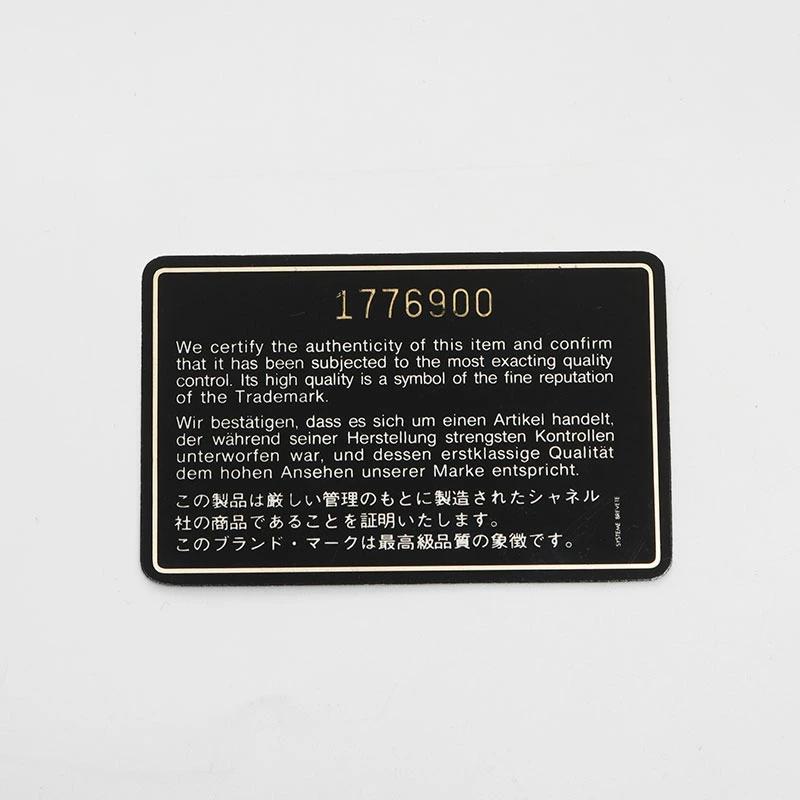 1776900
We certify the authenticity of this item and confirm
that it has been subjected to the most exacting quality
control. Its high quality is a symbol of the fine reputation
of the Trademark.
Wir bestätigen, dass es sich um einen Artikel handelt,
der während seiner Herstellung strengsten Kontrollen
unterworfen war, und dessen erstklassige Qualität
dem hohen Ansehen unserer Marke entspricht.
この製品は厳しい管理のもとに製造されたシャネル
社の商品であることを証明いたします。
このブランド・マークは最高級品質の象徴です。
SYSTEME BREVETE